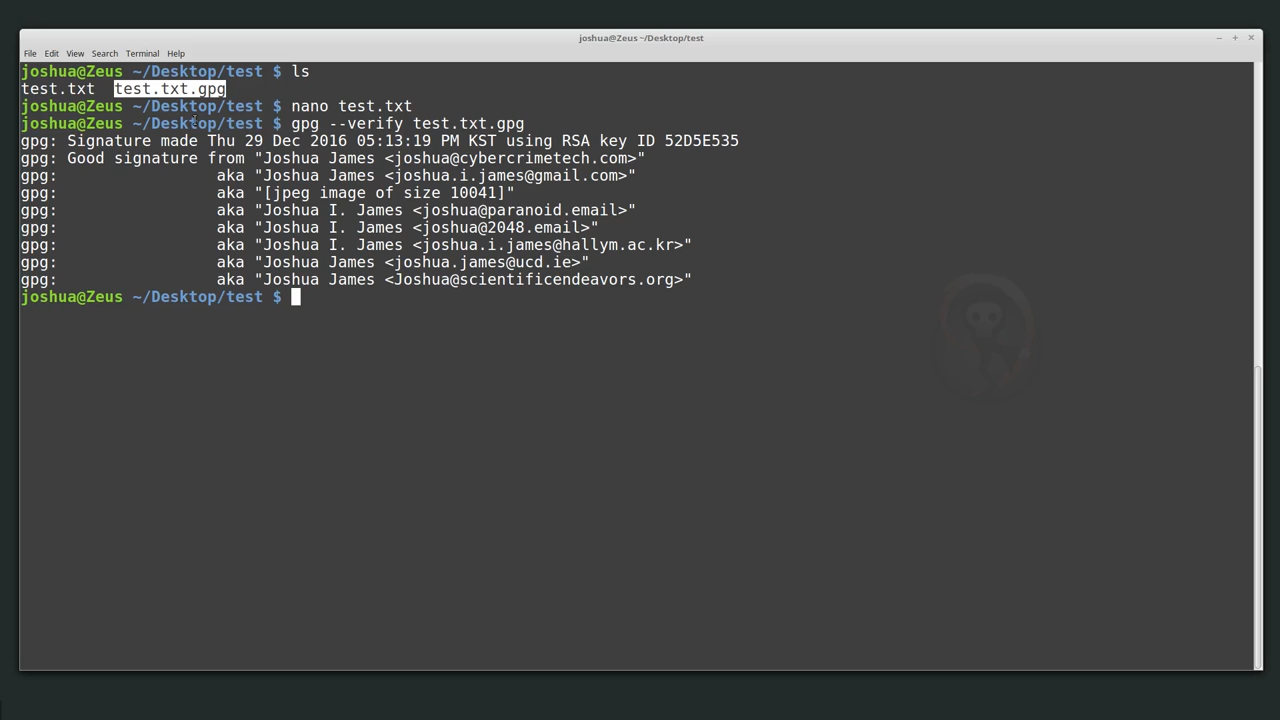 joshua@Zeus ~/Desktop/test
File Edit View Search Terminal Help
joshua@Zeus ~/Desktop/test $ ls
test.txt  test.txt.gpg
joshua@Zeus ~/Desktop/test $ nano test.txt
joshua@Zeus ~/Desktop/test $ gpg --verify test.txt.gpg
gpg: Signature made Thu 29 Dec 2016 05:13:19 PM KST using RSA key ID 52D5E535
gpg: Good signature from "Joshua James <joshua@cybercrimetech.com>"
gpg:                 aka "Joshua James <joshua.i.james@gmail.com>"
gpg:                 aka "[jpeg image of size 10041]"
gpg:                 aka "Joshua I. James <joshua@paranoid.email>"
gpg:                 aka "Joshua I. James <joshua@2048.email>"
gpg:                 aka "Joshua I. James <joshua.i.james@hallym.ac.kr>"
gpg:                 aka "Joshua James <joshua.james@ucd.ie>"
gpg:                 aka "Joshua James <Joshua@scientificendeavors.org>"
joshua@Zeus ~/Desktop/test $